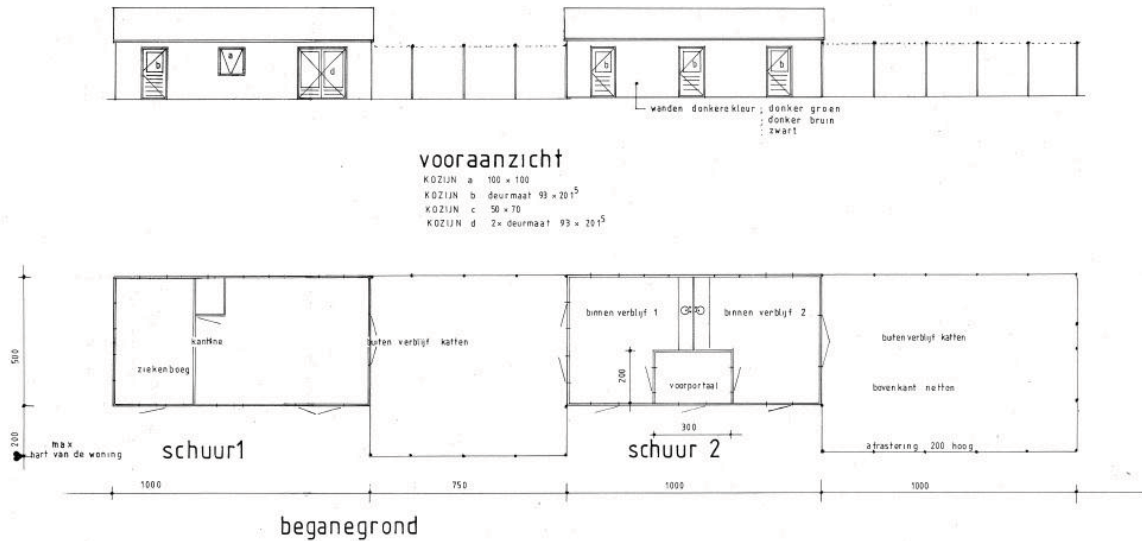 a
b
d
b
b
b
wanden donkere kleur ; donker groen
; donker bruin
; zwart
vooraanzicht
KOZIJN a 100 × 100
KOZIJN b deurmaat 93 × 201⁵
KOZIJN c 50 × 70
KOZIJN d 2× deurmaat 93 × 201⁵
500
200
max
hart van de woning
ziekenboeg
kantine
buiten verblijf katten
binnen verblijf 1
binnen verblijf 2
200
voorportaal
300
buiten verblijf katten
bovenkant netten
afrastering 200 hoog
schuur1
schuur 2
1000
750
1000
1000
beganegrond